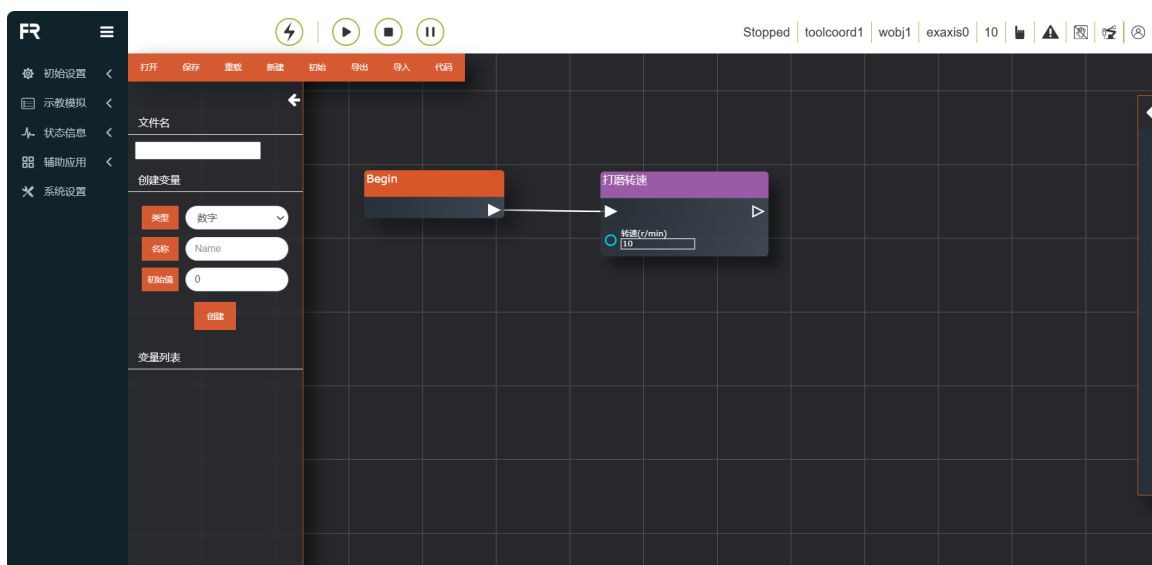 FR
Stopped toolcoord1 wobj1 exaxis0 10
初始设置
示教模拟
状态信息
辅助应用
系统设置
打开 保存 重载 新建 初始 导出 导入 代码
文件名
创建变量
类型 数字
名称 Name
初始值 0
创建
变量列表
Begin
打磨转速
转速(r/min)
10